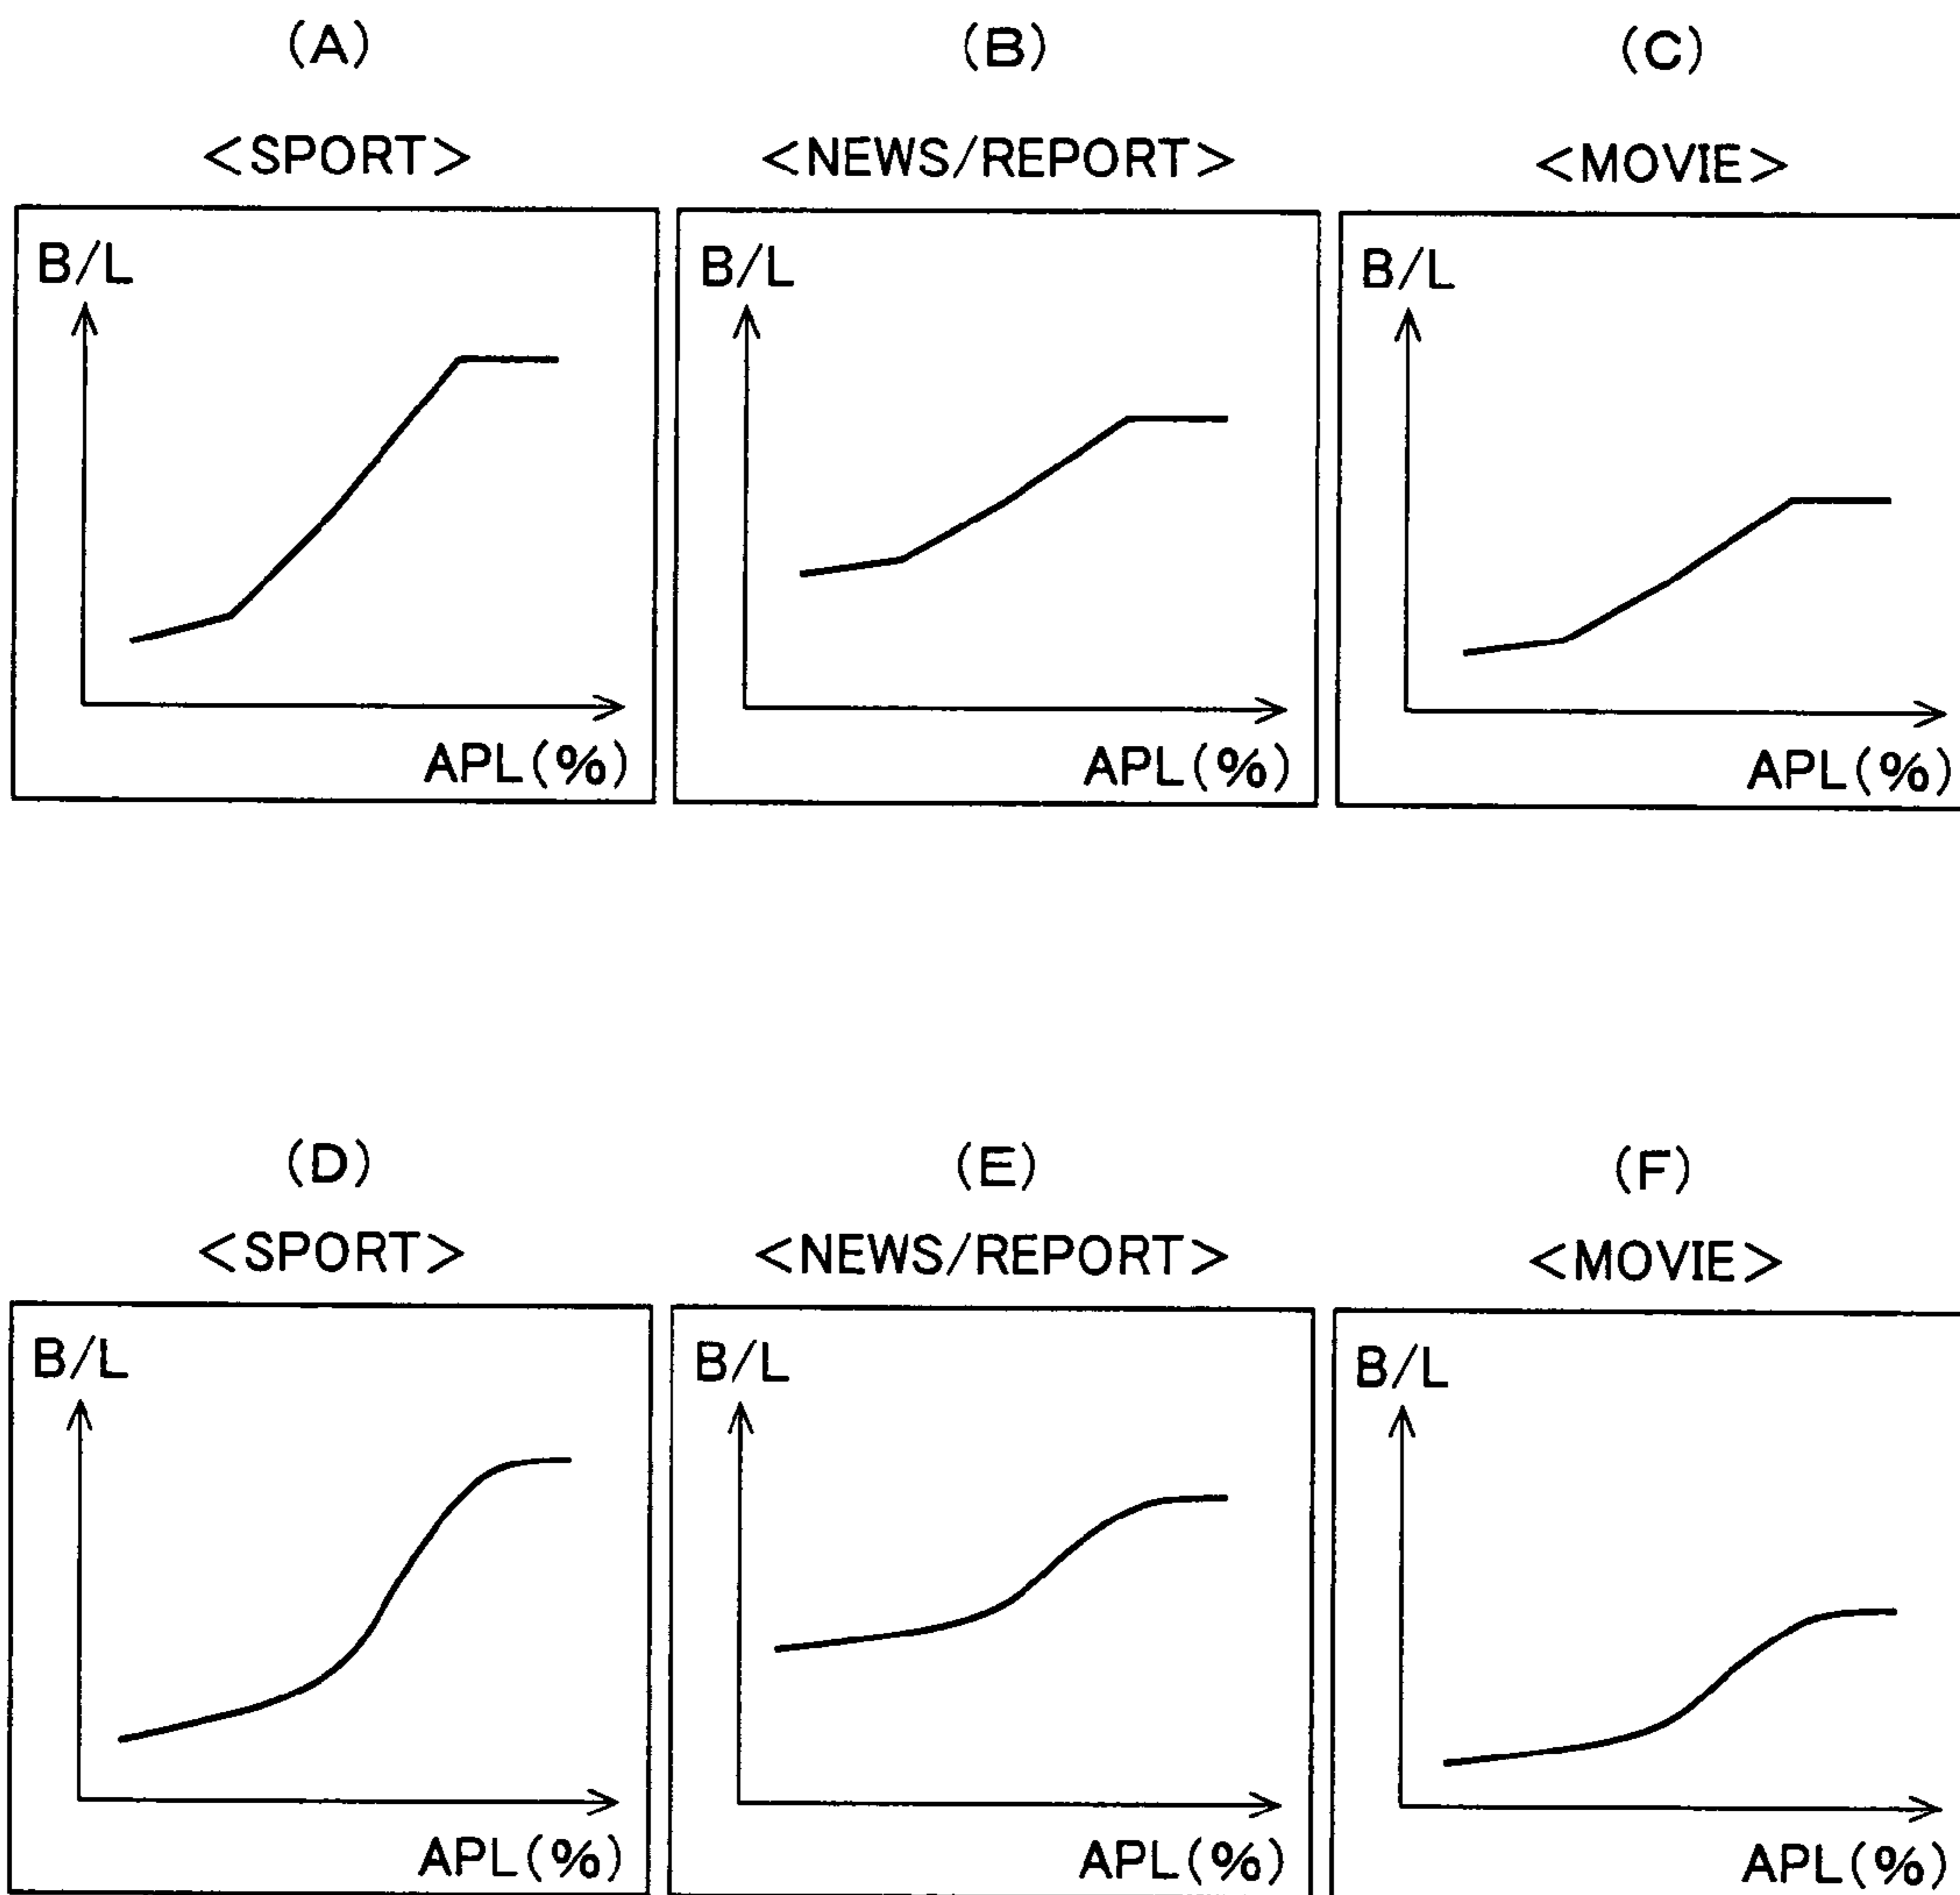 (A)
<SPORT>
B/L
APL(%)
(B)
<NEWS/REPORT>
B/L
APL(%)
(C)
<MOVIE>
B/L
APL(%)
(D)
<SPORT>
B/L
APL(%)
(E)
<NEWS/REPORT>
B/L
APL(%)
(F)
<MOVIE>
B/L
APL(%)